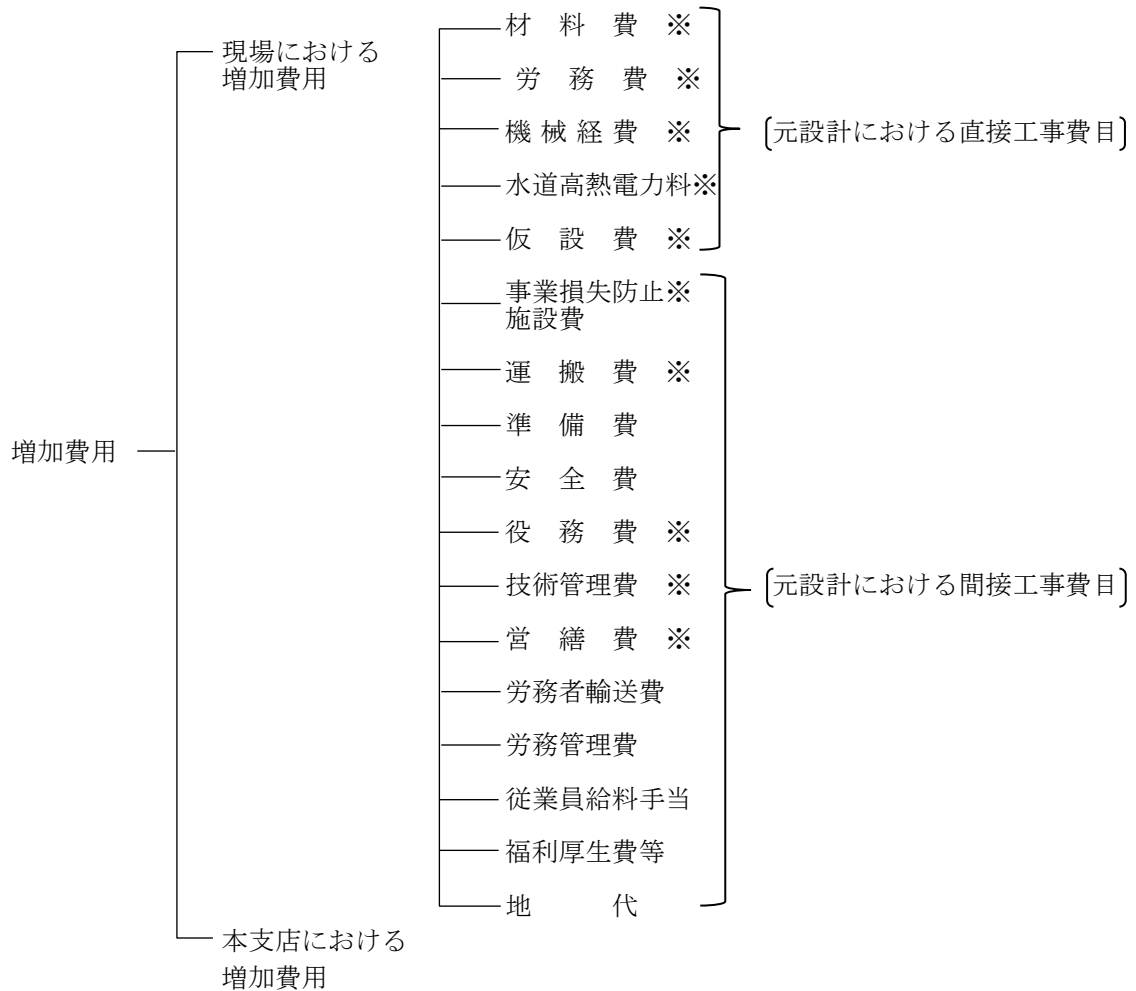 増加費用
現場における
増加費用
材料費 ※
労務費 ※
機械経費 ※
水道高熱電力料※
仮設費 ※
〔元設計における直接工事費目〕
事業損失防止※
施設費
運搬費 ※
準備費
安全費
役務費 ※
技術管理費 ※
営繕費 ※
労務者輸送費
労務管理費
従業員給料手当
福利厚生費等
地代
〔元設計における間接工事費目〕
本支店における
増加費用